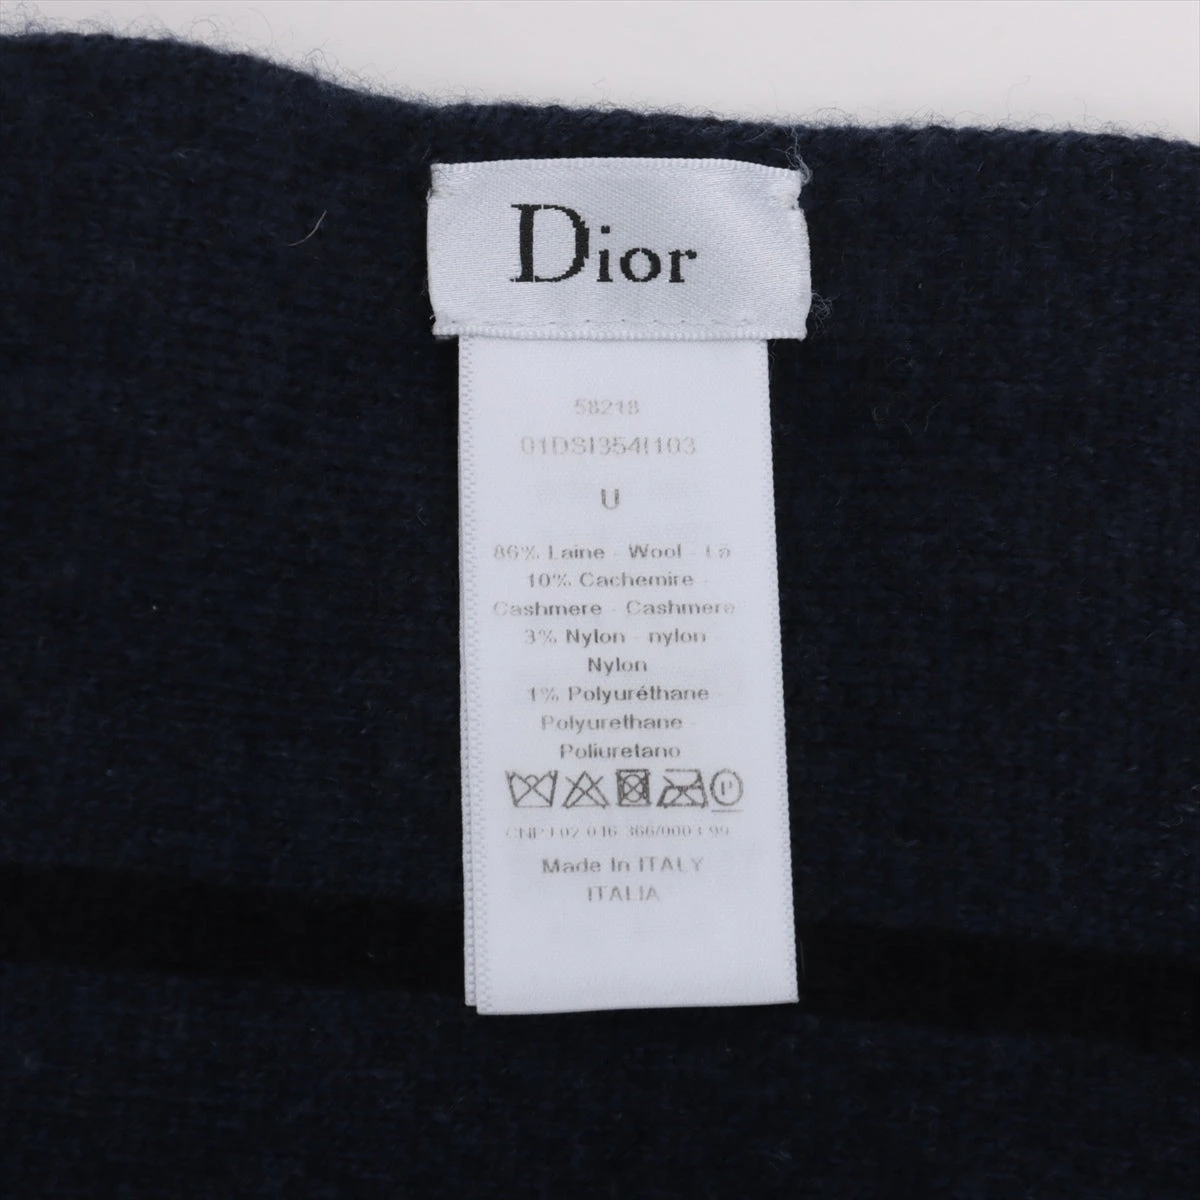 Dior
58218
01DSI354I103
U
86% Laine - Wool - La
10% Cachemire -
Cashmere - Cashmere
3% Nylon - nylon -
Nylon
1% Polyuréthane -
Polyurethane -
Poliuretano
P
Made In ITALY
ITALIA